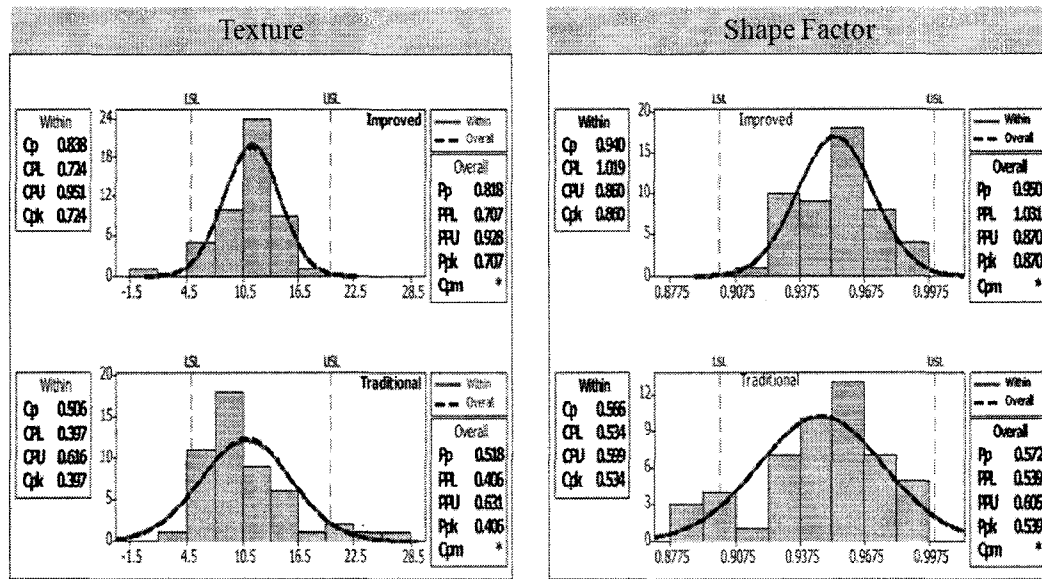 Texture
LSL USL
Improved
Within
Cp 0.838
CPL 0.724
CPU 0.951
Cpk 0.724
24
18
12
6
0
-1.5 4.5 10.5 16.5 22.5 28.5
Within
Overall
Overall
Pp 0.818
PPL 0.707
PPU 0.928
Ppk 0.707
Cpm *
LSL USL
Traditional
Within
Cp 0.506
CPL 0.397
CPU 0.616
Cpk 0.397
20
15
10
5
0
-1.5 4.5 10.5 16.5 22.5 28.5
Within
Overall
Overall
Pp 0.518
PPL 0.406
PPU 0.631
Ppk 0.406
Cpm *
Shape Factor
LSL USL
Improved
Within
Cp 0.940
CPL 1.019
CPU 0.860
Cpk 0.860
20
15
10
5
0
0.8775 0.9075 0.9375 0.9675 0.9975
Within
Overall
Overall
Pp 0.950
PPL 1.031
PPU 0.870
Ppk 0.870
Cpm *
LSL USL
Traditional
Within
Cp 0.566
CPL 0.534
CPU 0.599
Cpk 0.534
12
9
6
3
0
0.8775 0.9075 0.9375 0.9675 0.9975
Within
Overall
Overall
Pp 0.572
PPL 0.539
PPU 0.605
Ppk 0.539
Cpm *